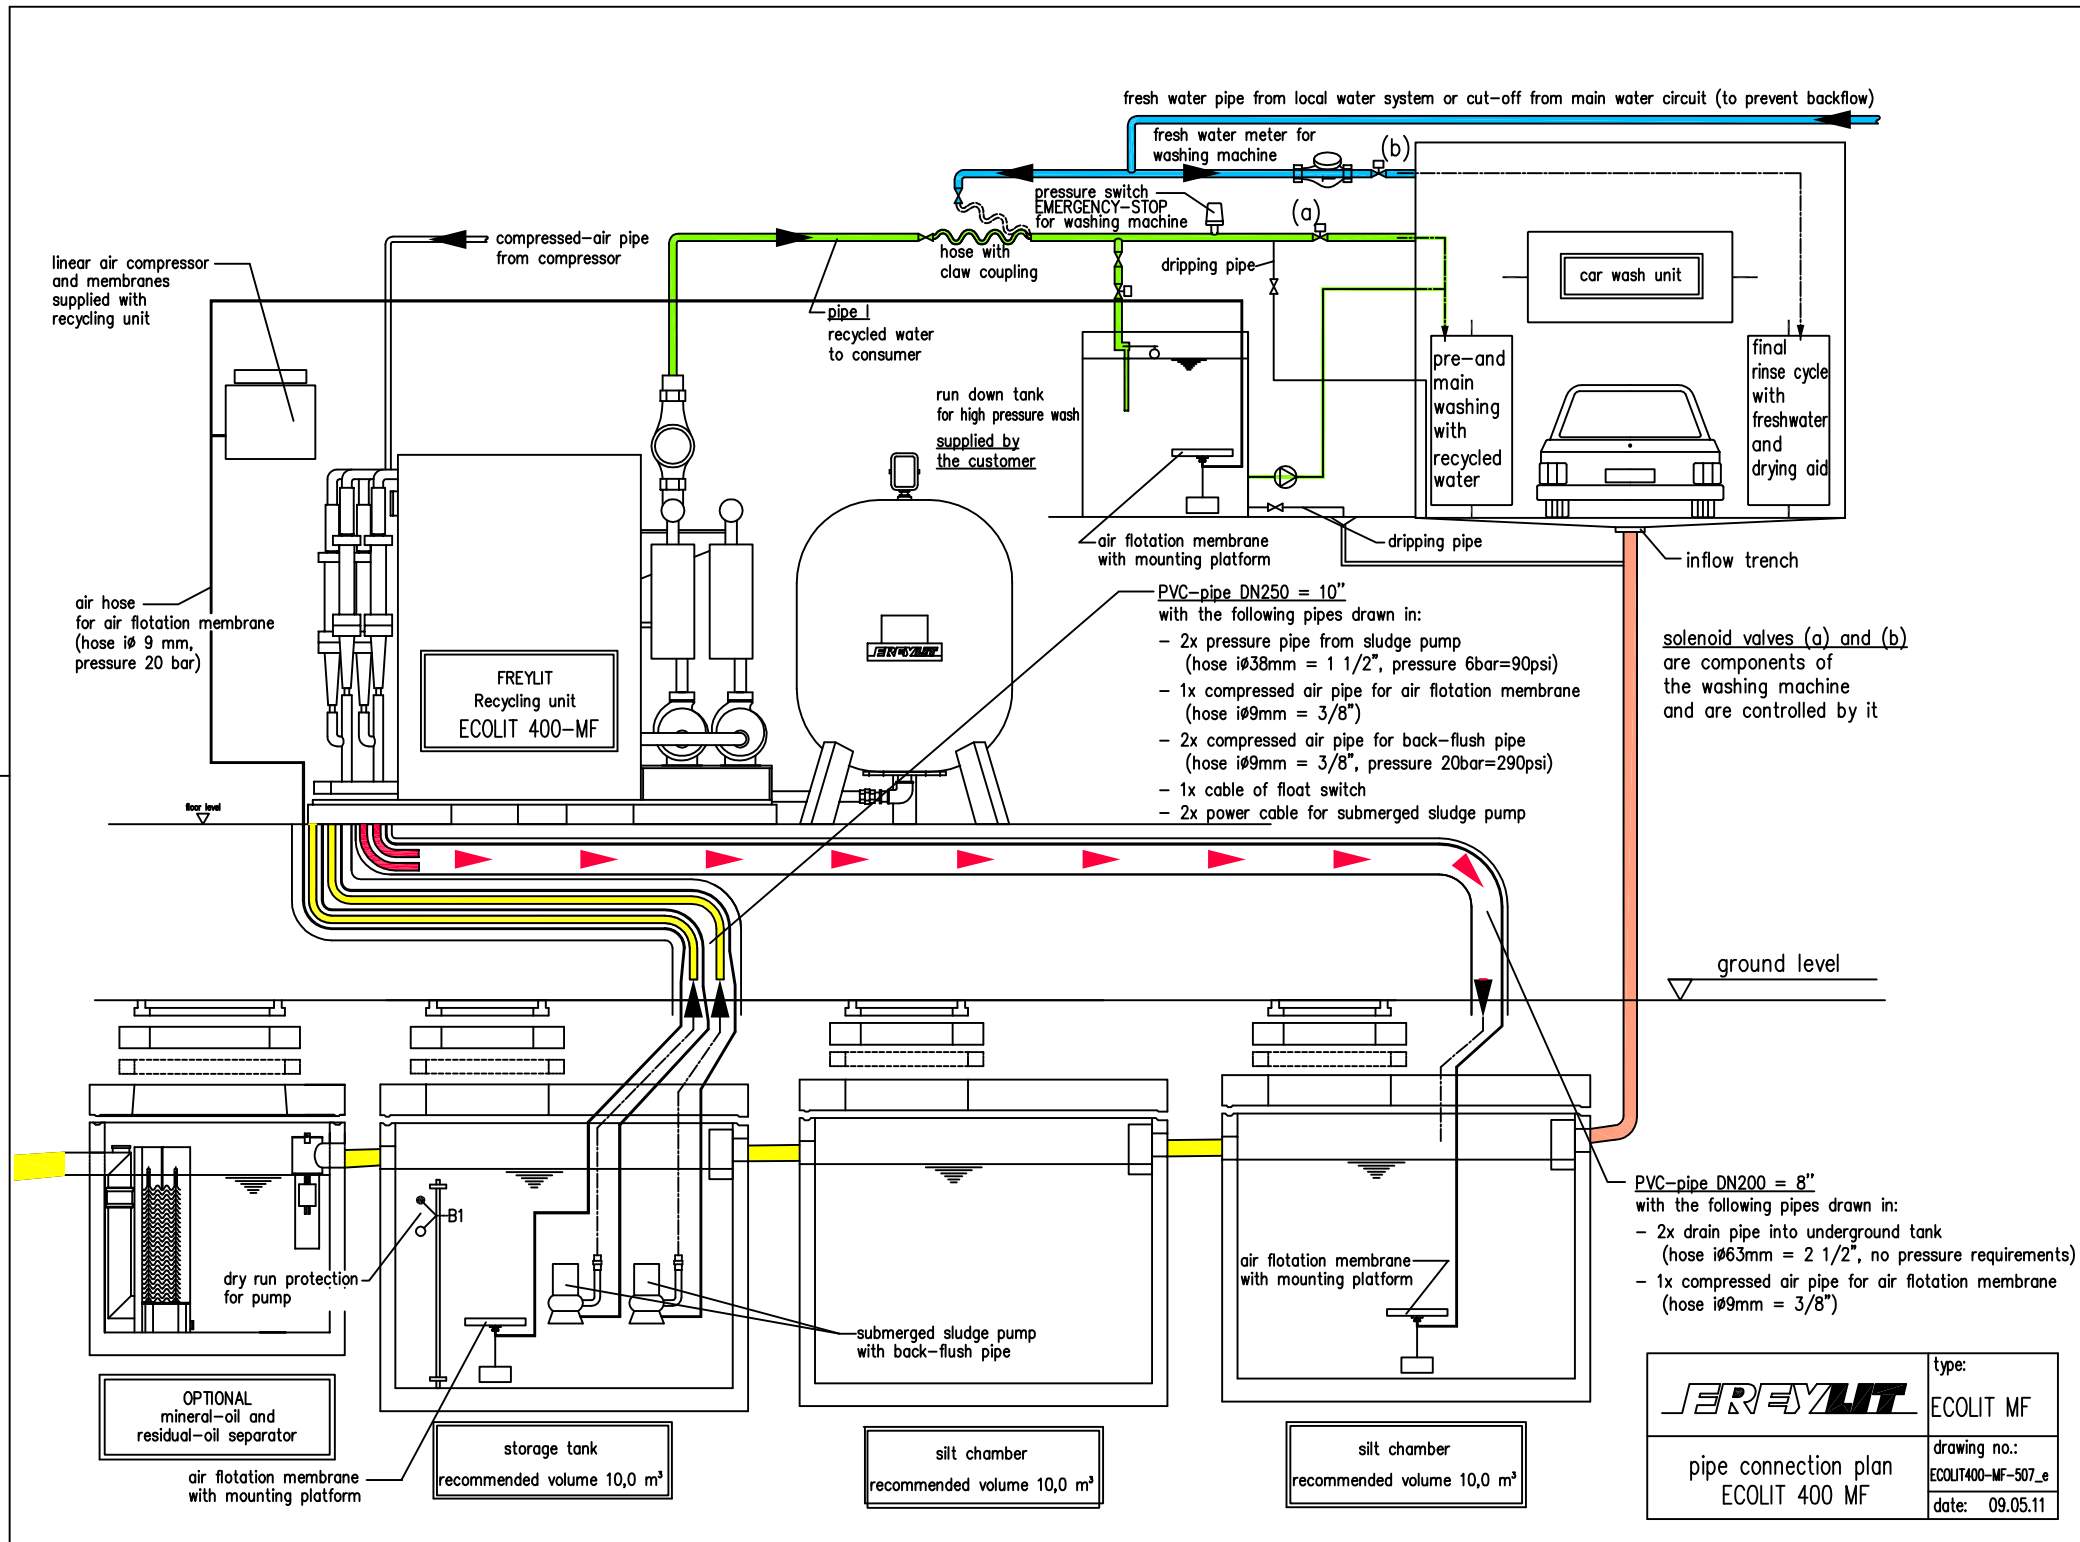 fresh water pipe from local water system or cut-off from main water circuit (to prevent backflow)
fresh water meter for
washing machine
(b)
pressure switch
EMERGENCY-STOP
for washing machine
(a)
compressed-air pipe
from compressor
hose with
claw coupling
dripping pipe
linear air compressor
and membranes
supplied with
recycling unit
car wash unit
pipe 1
recycled water
to consumer
pre-and
main
washing
with
recycled
water
final
rinse cycle
with
freshwater
and
drying aid
run down tank
for high pressure wash
supplied by
the customer
air flotation membrane
with mounting platform
dripping pipe
inflow trench
air hose
for air flotation membrane
(hose iø 9 mm,
pressure 20 bar)
FREYLIT
Recycling unit
ECOLIT 400-MF
FREYLIT
PVC-pipe DN250 = 10"
with the following pipes drawn in:
- 2x pressure pipe from sludge pump
(hose iø38mm = 1 1/2", pressure 6bar=90psi)
- 1x compressed air pipe for air flotation membrane
(hose iø9mm = 3/8")
- 2x compressed air pipe for back-flush pipe
(hose iø9mm = 3/8", pressure 20bar=290psi)
- 1x cable of float switch
- 2x power cable for submerged sludge pump
solenoid valves (a) and (b)
are components of
the washing machine
and are controlled by it
floor level
ground level
B1
dry run protection
for pump
submerged sludge pump
with back-flush pipe
air flotation membrane
with mounting platform
PVC-pipe DN200 = 8"
with the following pipes drawn in:
- 2x drain pipe into underground tank
(hose iø63mm = 2 1/2", no pressure requirements)
- 1x compressed air pipe for air flotation membrane
(hose iø9mm = 3/8")
OPTIONAL
mineral-oil and
residual-oil separator
air flotation membrane
with mounting platform
storage tank
recommended volume 10,0 m³
silt chamber
recommended volume 10,0 m³
silt chamber
recommended volume 10,0 m³
FREYLIT
type:
ECOLIT MF
pipe connection plan
ECOLIT 400 MF
drawing no.:
ECOLIT400-MF-507_e
date: 09.05.11